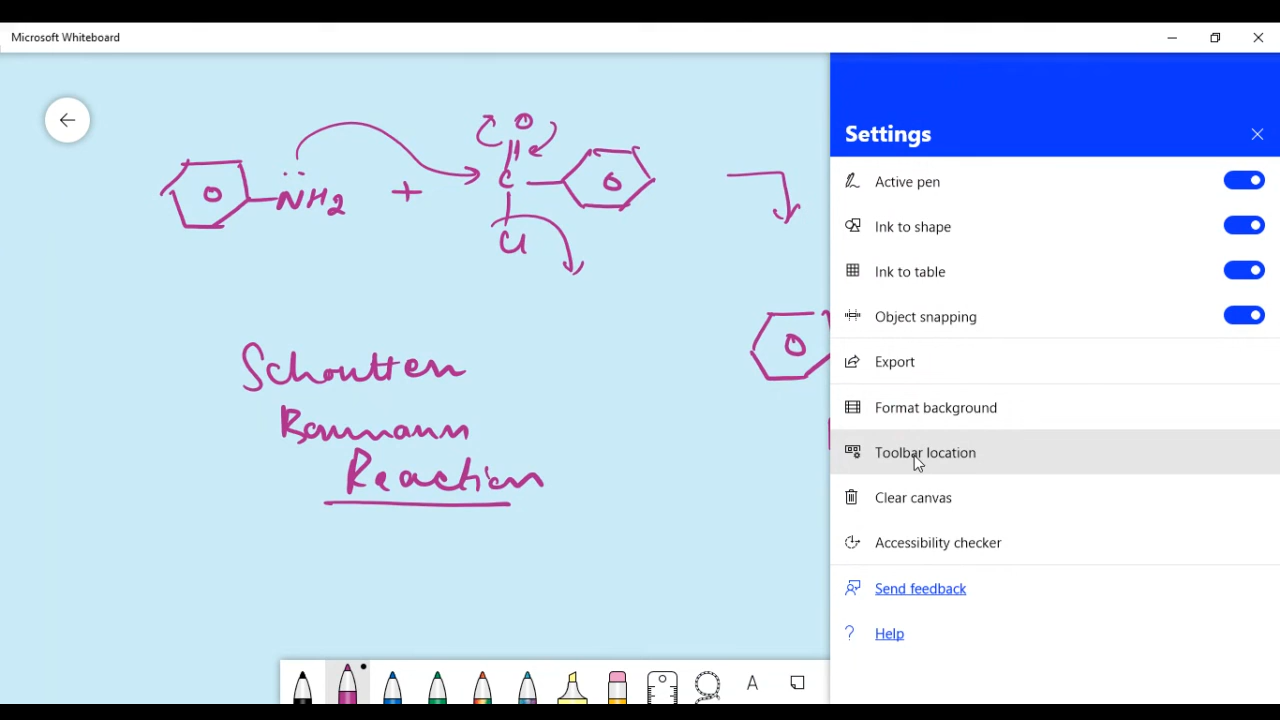 Microsoft Whiteboard
Settings
Active pen
Ink to shape
Ink to table
Object snapping
Export
Format background
Toolbar location
Clear canvas
Accessibility checker
Send feedback
? Help
O
C
Cl
O
NH2
+
O
O
Schoutten
Baumann
Reaction
A